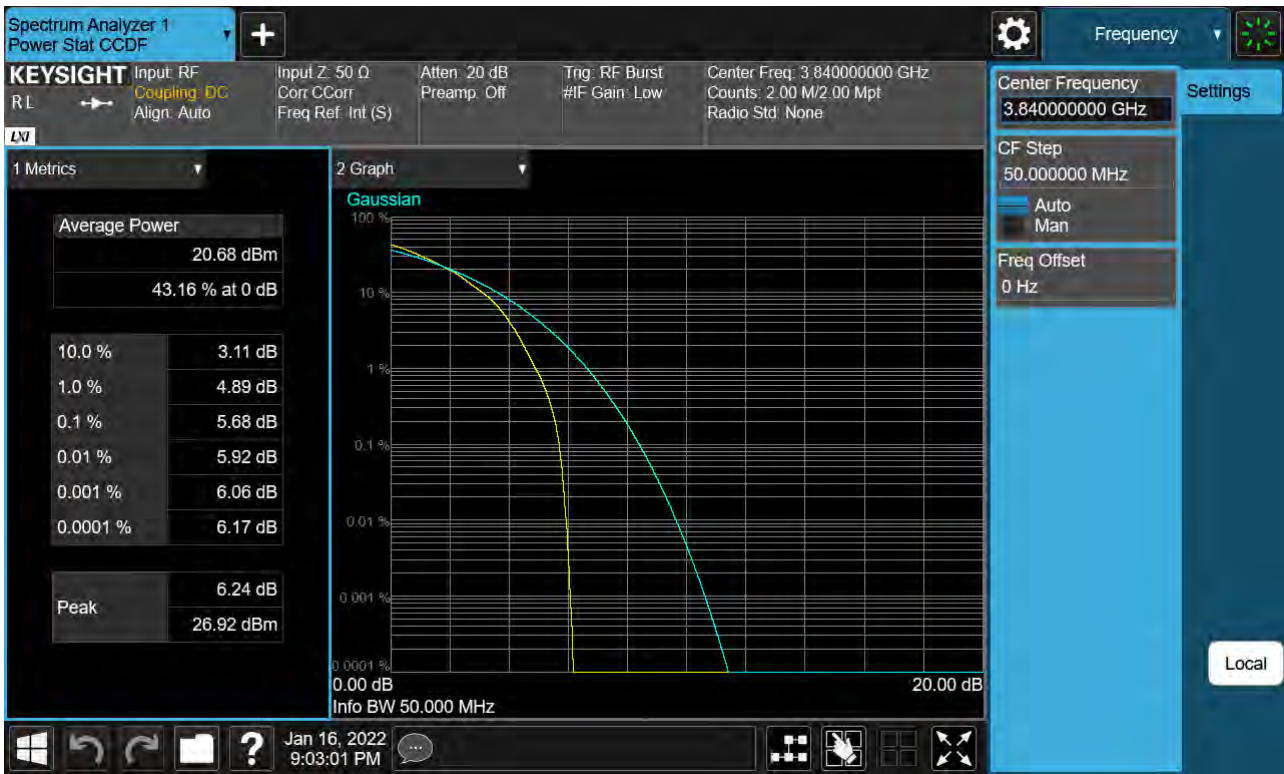 Spectrum Analyzer 1
Power Stat CCDF
+
Frequency
KEYSIGHT
R L
LXI
Input: RF
Coupling: DC
Align: Auto
Input Z: 50 Ω
Corr CCorr
Freq Ref: Int (S)
Atten: 20 dB
Preamp: Off
Trig: RF Burst
#IF Gain: Low
Center Freq: 3.840000000 GHz
Counts: 2.00 M/2.00 Mpt
Radio Std: None
Center Frequency
3.840000000 GHz
Settings
CF Step
50.000000 MHz
Auto
Man
Freq Offset
0 Hz
Local
1 Metrics
Average Power
20.68 dBm
43.16 % at 0 dB
10.0 % 3.11 dB
1.0 % 4.89 dB
0.1 % 5.68 dB
0.01 % 5.92 dB
0.001 % 6.06 dB
0.0001 % 6.17 dB
Peak
6.24 dB
26.92 dBm
2 Graph
Gaussian
100 %
10 %
1 %
0.1 %
0.01 %
0.001 %
0.0001 %
0.00 dB 20.00 dB
Info BW 50.000 MHz
?
Jan 16, 2022
9:03:01 PM